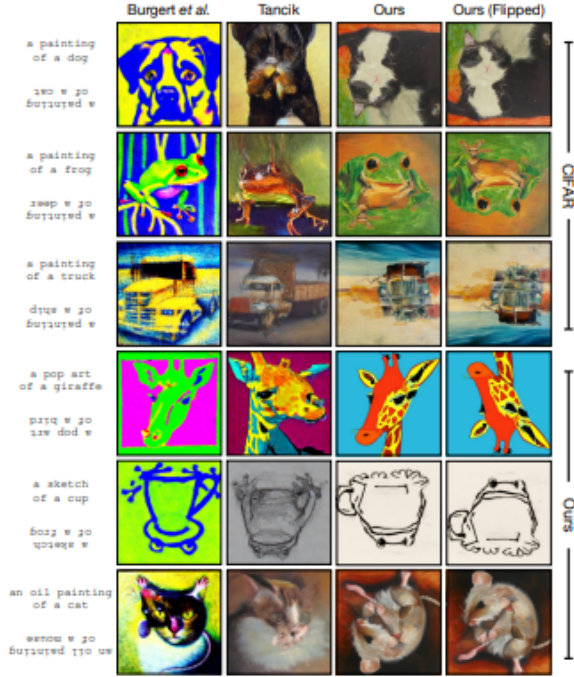 Burgert et al. Tancik Ours Ours (Flipped)
a painting
of a dog
a painting
of a cat
a painting
of a frog
a painting
of a deer
a painting
of a truck
a painting
of a ship
CIFAR
a pop art
of a giraffe
a pop art
of a bird
a sketch
of a cup
a sketch
of a frog
an oil painting
of a cat
an oil painting
of a mouse
Ours